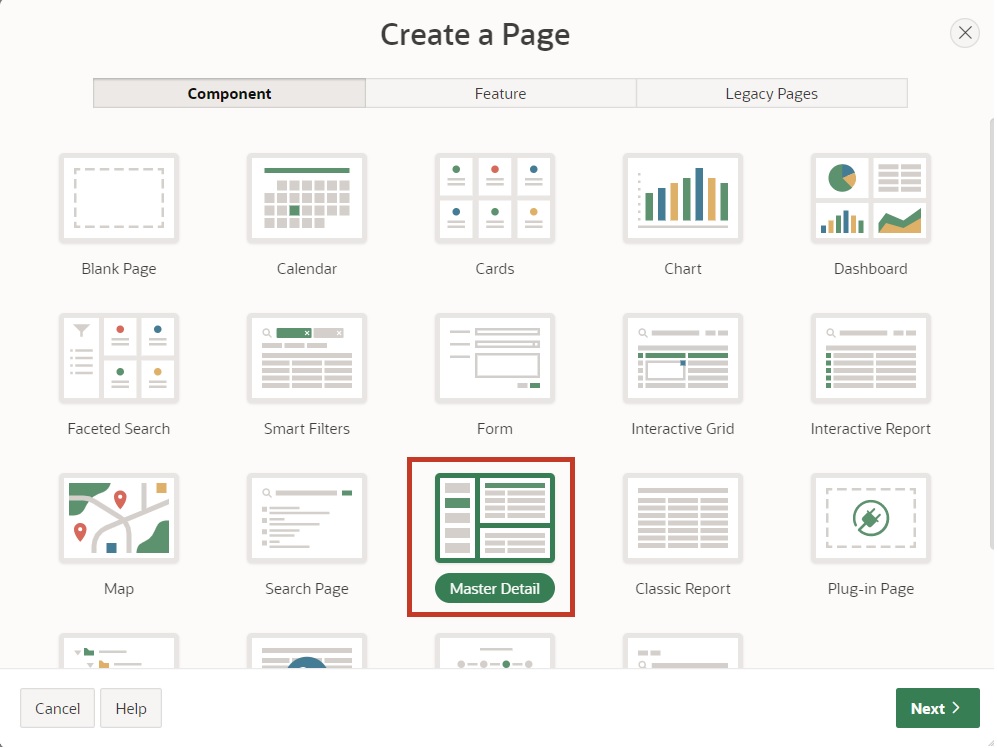 Create a Page
Component
Feature
Legacy Pages
Blank Page
Calendar
Cards
Chart
Dashboard
Faceted Search
Smart Filters
Form
Interactive Grid
Interactive Report
Map
Search Page
Master Detail
Classic Report
Plug-in Page
Cancel
Help
Next